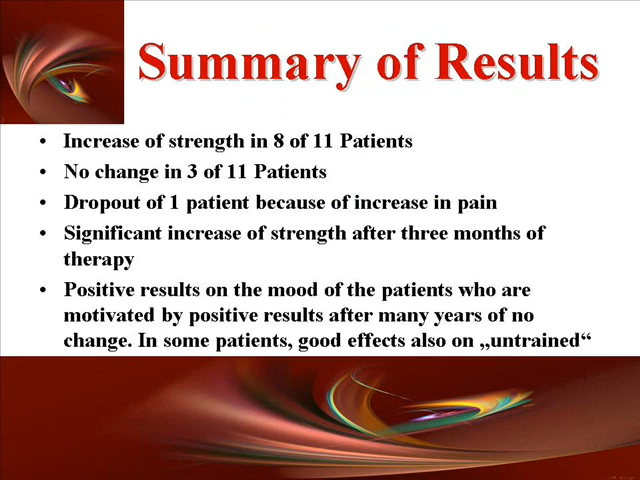 Summary of Results
• Increase of strength in 8 of 11 Patients
• No change in 3 of 11 Patients
• Dropout of 1 patient because of increase in pain
• Significant increase of strength after three months of
therapy
• Positive results on the mood of the patients who are
motivated by positive results after many years of no
change. In some patients, good effects also on „untrained“